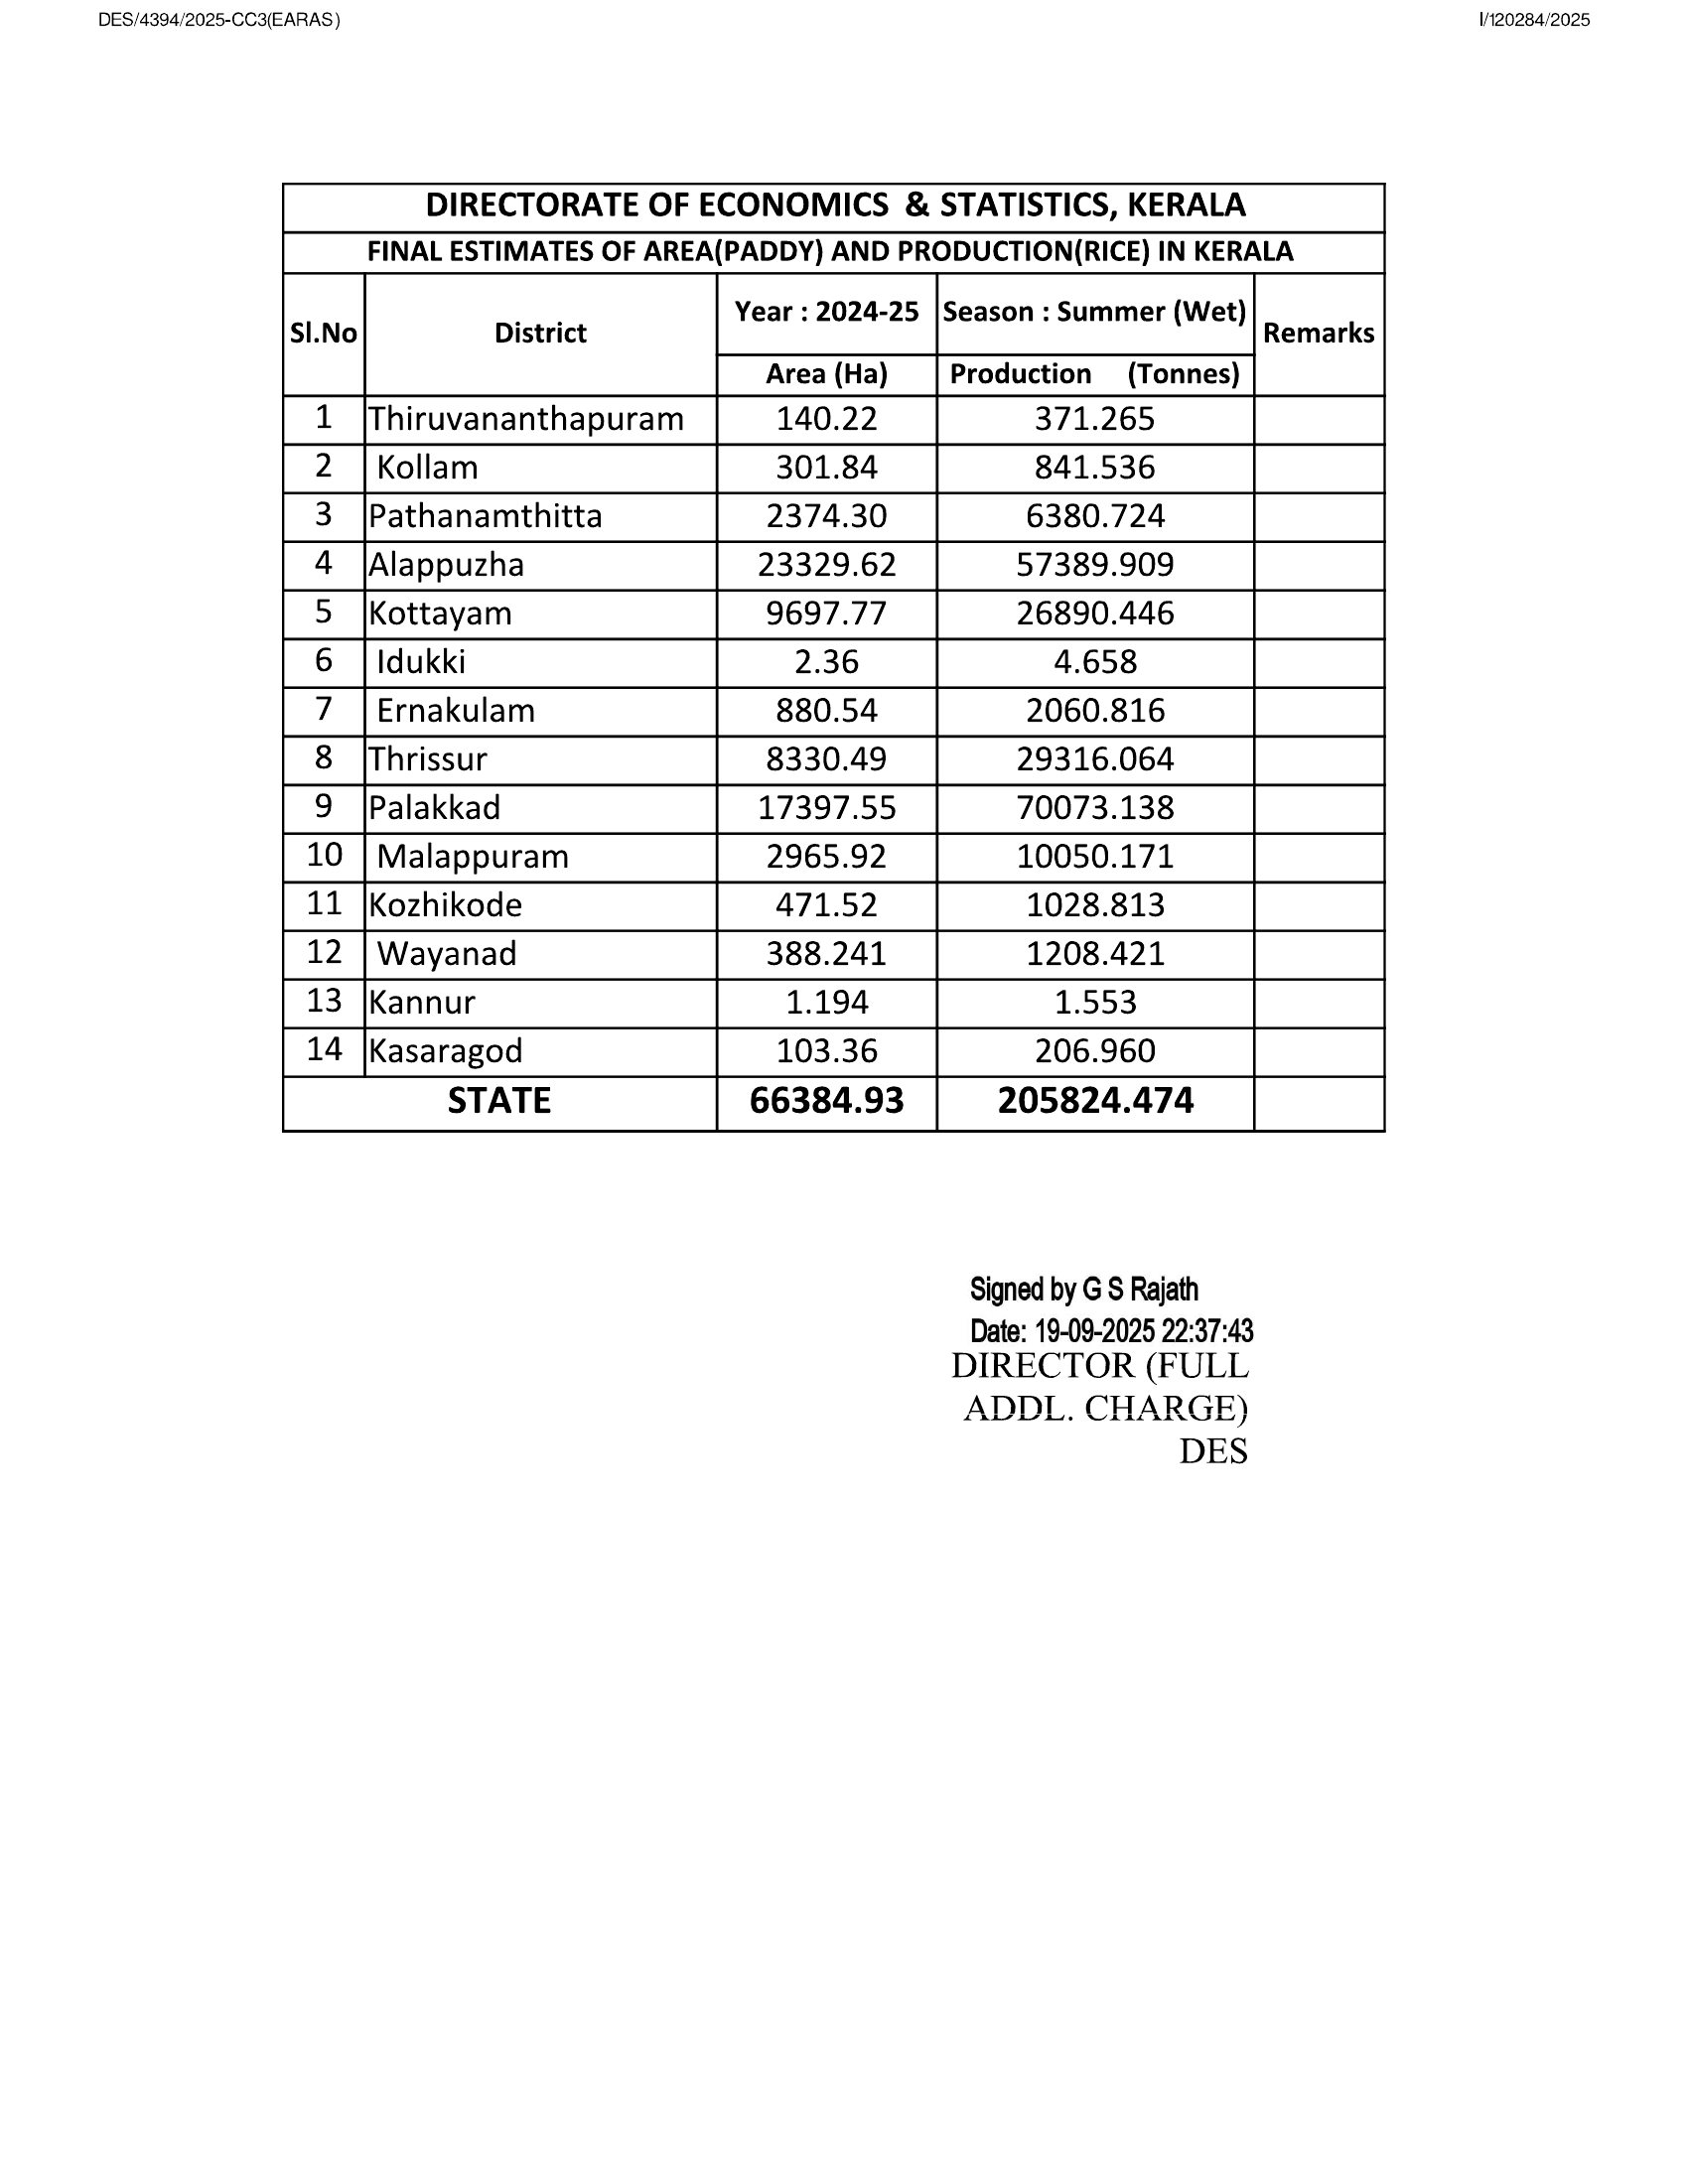 DES/4394/2025-CC3(EARAS)
I/120284/2025
DIRECTORATE OF ECONOMICS & STATISTICS, KERALA
FINAL ESTIMATES OF AREA(PADDY) AND PRODUCTION(RICE) IN KERALA
Sl.No District Year : 2024-25 Season : Summer (Wet) Remarks
Area (Ha) Production (Tonnes)
1 Thiruvananthapuram 140.22 371.265
2 Kollam 301.84 841.536
3 Pathanamthitta 2374.30 6380.724
4 Alappuzha 23329.62 57389.909
5 Kottayam 9697.77 26890.446
6 Idukki 2.36 4.658
7 Ernakulam 880.54 2060.816
8 Thrissur 8330.49 29316.064
9 Palakkad 17397.55 70073.138
10 Malappuram 2965.92 10050.171
11 Kozhikode 471.52 1028.813
12 Wayanad 388.241 1208.421
13 Kannur 1.194 1.553
14 Kasaragod 103.36 206.960
STATE 66384.93 205824.474
Signed by G S Rajath
Date: 19-09-2025 22:37:43
DIRECTOR (FULL
ADDL. CHARGE)
DES